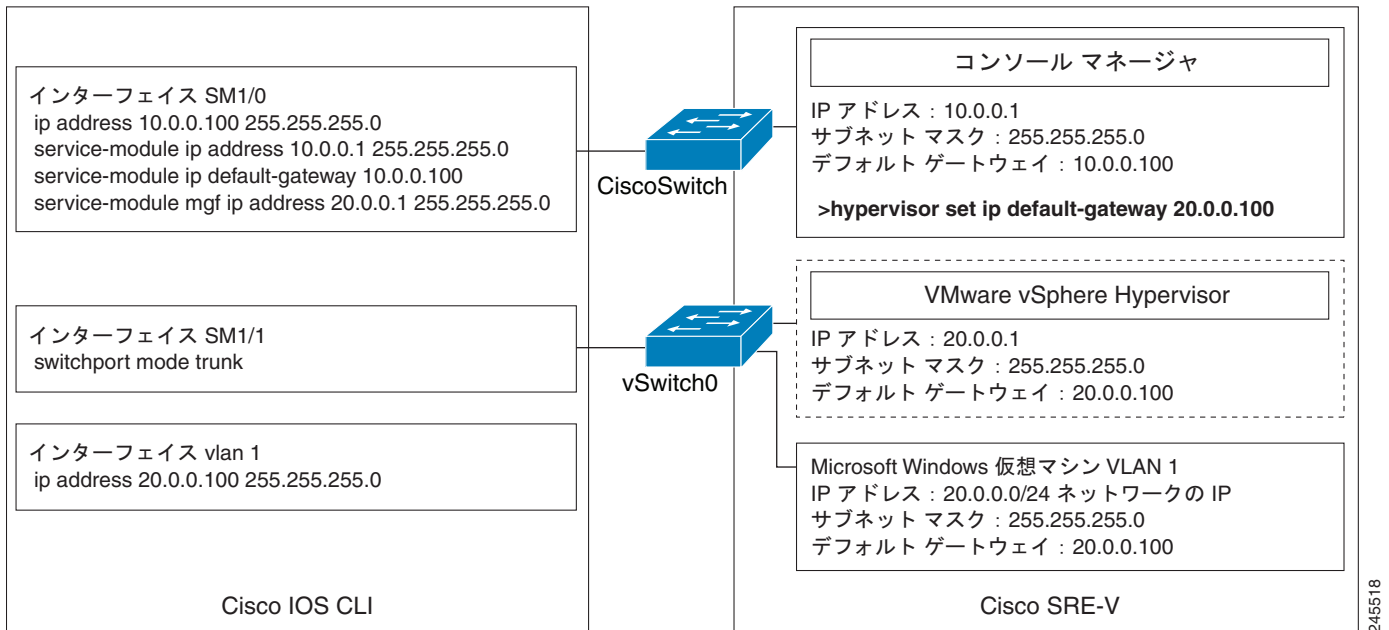 インターフェイス SM1/0
ip address 10.0.0.100 255.255.255.0
service-module ip address 10.0.0.1 255.255.255.0
service-module ip default-gateway 10.0.0.100
service-module mgf ip address 20.0.0.1 255.255.255.0
インターフェイス SM1/1
switchport mode trunk
インターフェイス vlan 1
ip address 20.0.0.100 255.255.255.0
Cisco IOS CLI
CiscoSwitch
vSwitch0
コンソール マネージャ
IP アドレス : 10.0.0.1
サブネット マスク : 255.255.255.0
デフォルト ゲートウェイ : 10.0.0.100
>hypervisor set ip default-gateway 20.0.0.100
VMware vSphere Hypervisor
IP アドレス : 20.0.0.1
サブネット マスク : 255.255.255.0
デフォルト ゲートウェイ : 20.0.0.100
Microsoft Windows 仮想マシン VLAN 1
IP アドレス : 20.0.0.0/24 ネットワークの IP
サブネット マスク : 255.255.255.0
デフォルト ゲートウェイ : 20.0.0.100
Cisco SRE-V
245518